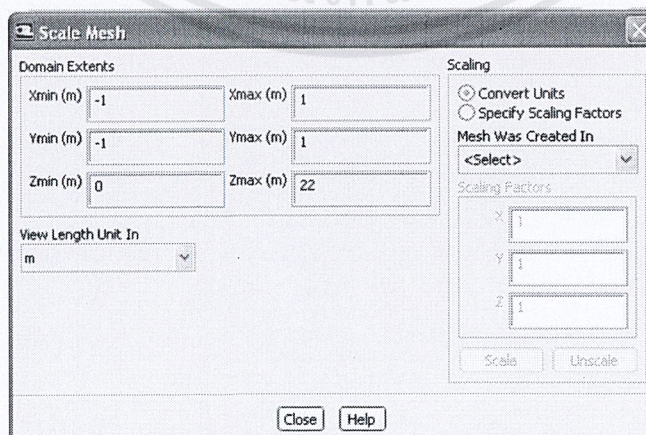 Scale Mesh
Domain Extents
Xmin (m) -1 Xmax (m) 1
Ymin (m) -1 Ymax (m) 1
Zmin (m) 0 Zmax (m) 22
View Length Unit In
m
Scaling
Convert Units
Specify Scaling Factors
Mesh Was Created In
<Select>
Scaling Factors
X 1
Y 1
Z 1
Scale Unscale
Close Help